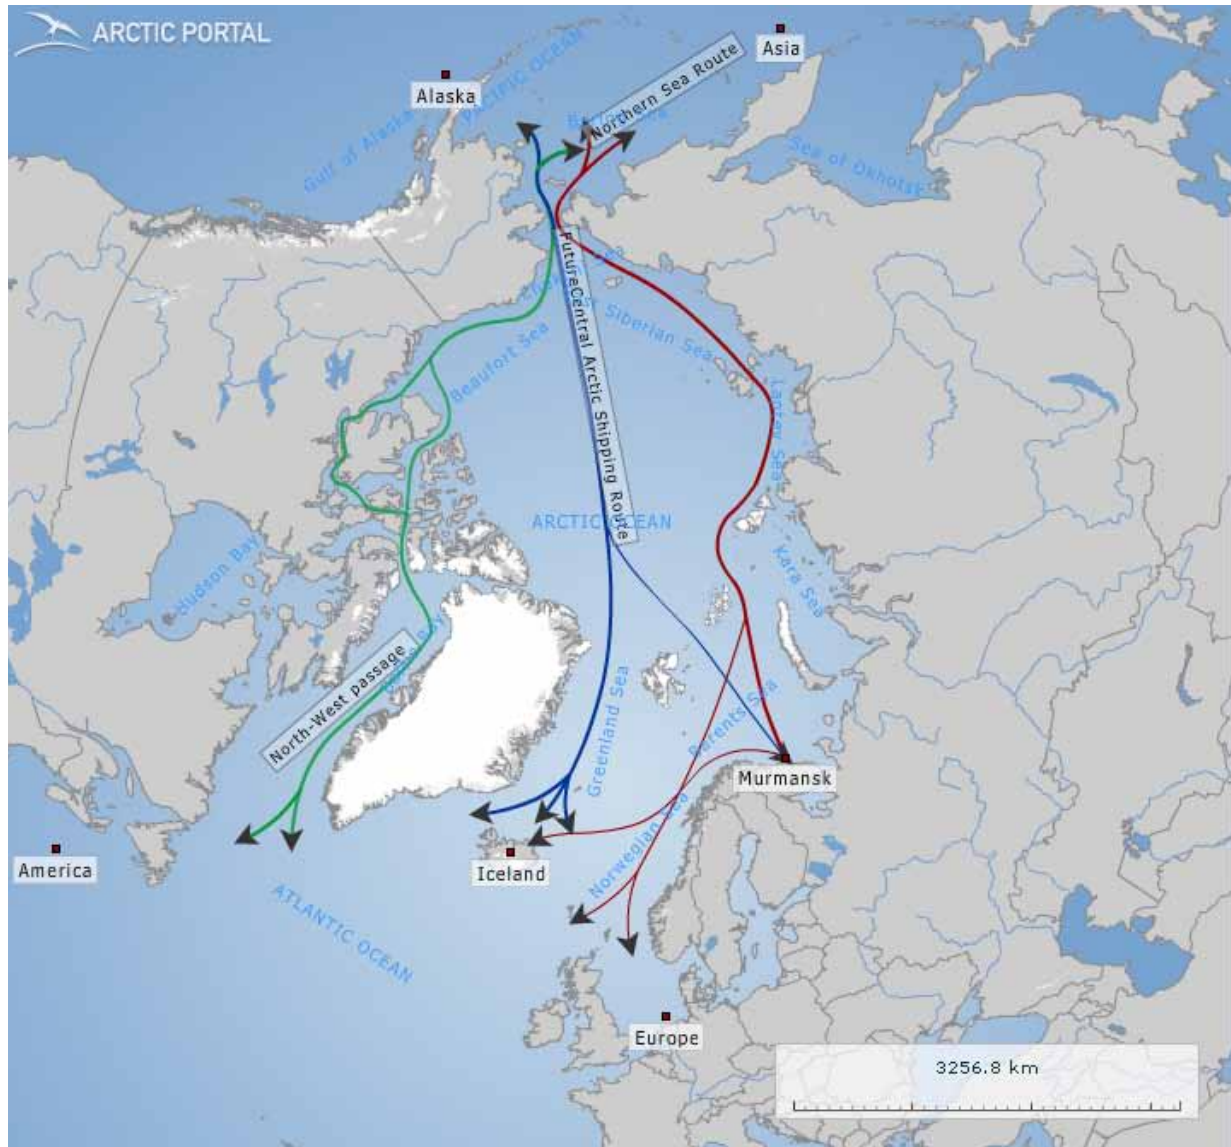 ARCTIC PORTAL
Asia
Alaska
PACIFIC OCEAN
Northern Sea Route
Gulf of Alaska
Sea of Okhotsk
FutureCentral Arctic Shipping Route
Siberian Sea
Beaufort Sea
Laptev Sea
ARCTIC OCEAN
Kara Sea
Hudson Bay
North-West passage
Greenland Sea
Barents Sea
Murmansk
Norwegian Sea
America
Iceland
ATLANTIC OCEAN
Europe
3256.8 km